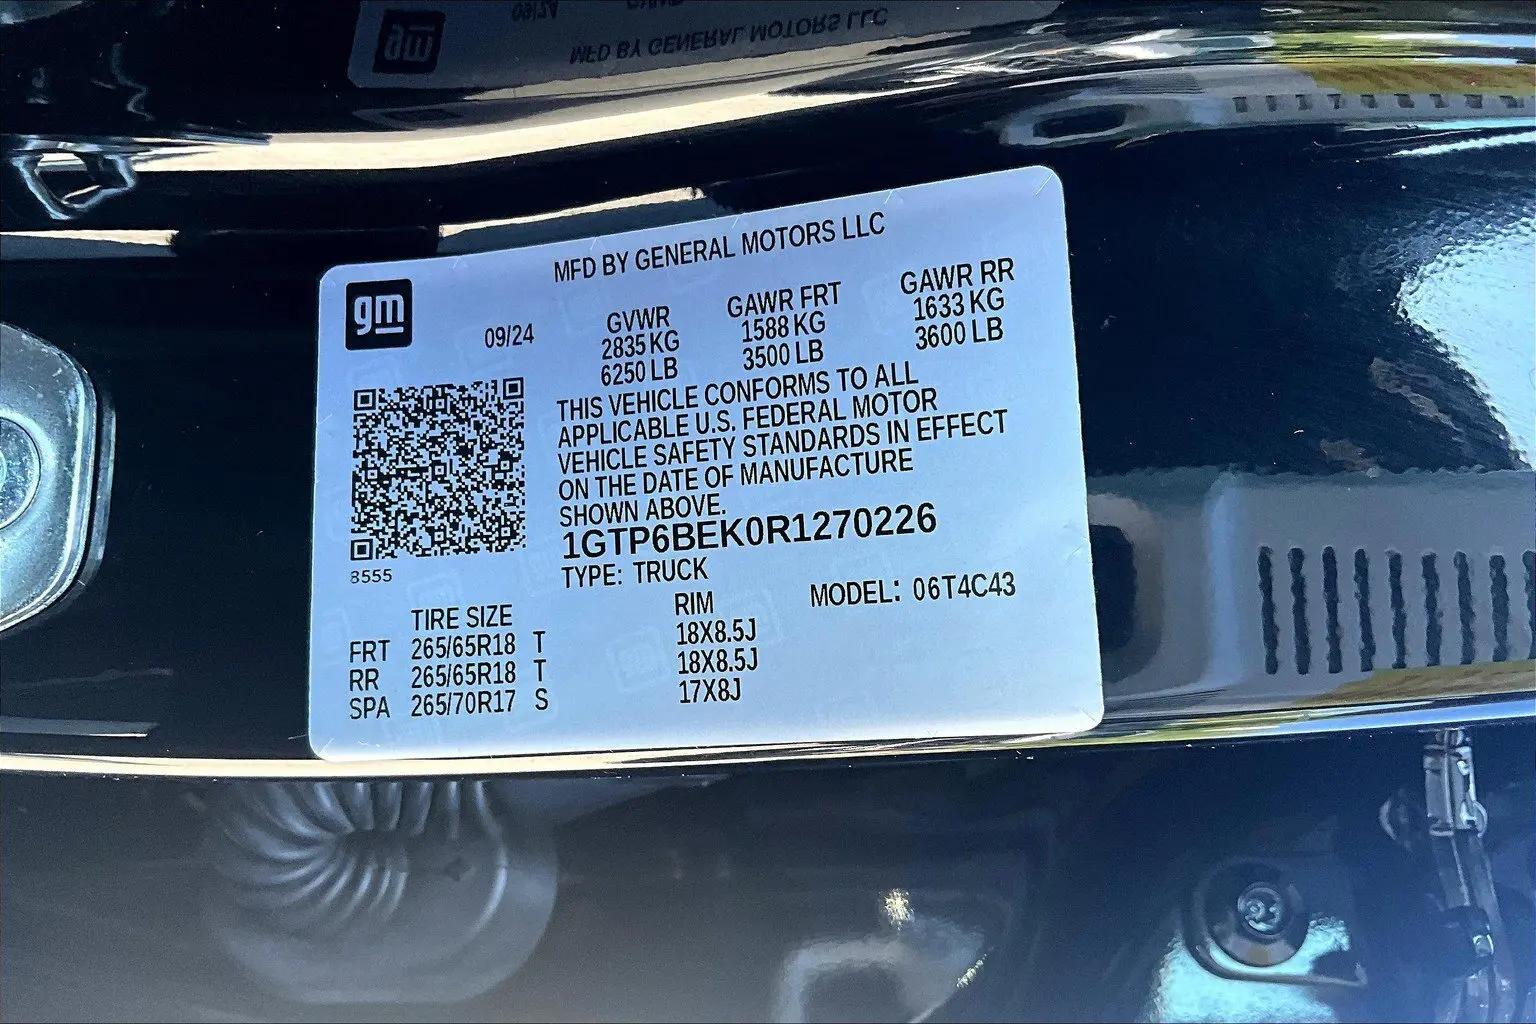 MFD BY GENERAL MOTORS LLC
gm
09/24
GVWR GAWR FRT GAWR RR
2835 KG 1588 KG 1633 KG
6250 LB 3500 LB 3600 LB
THIS VEHICLE CONFORMS TO ALL
APPLICABLE U.S. FEDERAL MOTOR
VEHICLE SAFETY STANDARDS IN EFFECT
ON THE DATE OF MANUFACTURE
SHOWN ABOVE.
1GTP6BEK0R1270226
8555
TYPE: TRUCK
MODEL: 06T4C43
TIRE SIZE RIM
FRT 265/65R18 T 18X8.5J
RR 265/65R18 T 18X8.5J
SPA 265/70R17 S 17X8J